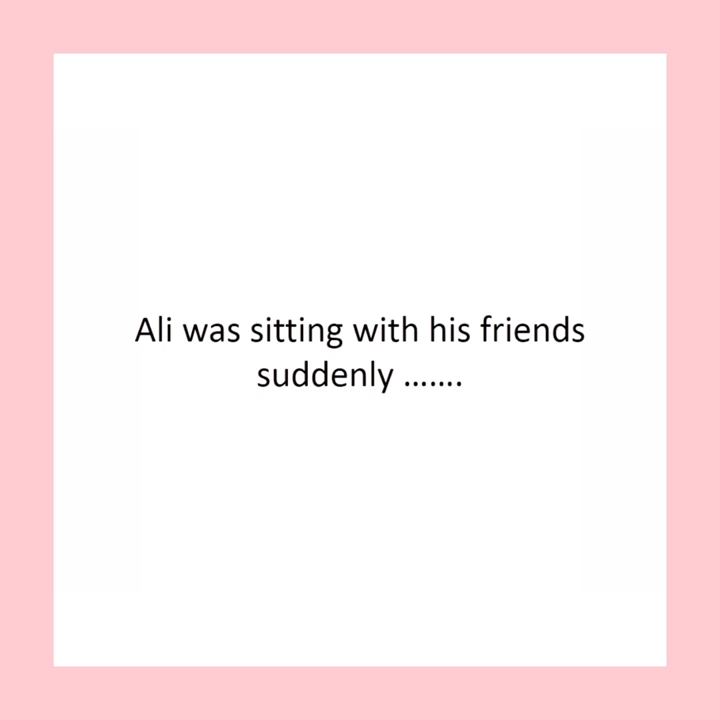 Ali was sitting with his friends
suddenly .......